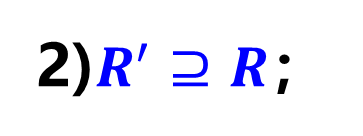 2)R′ ⊇ R;